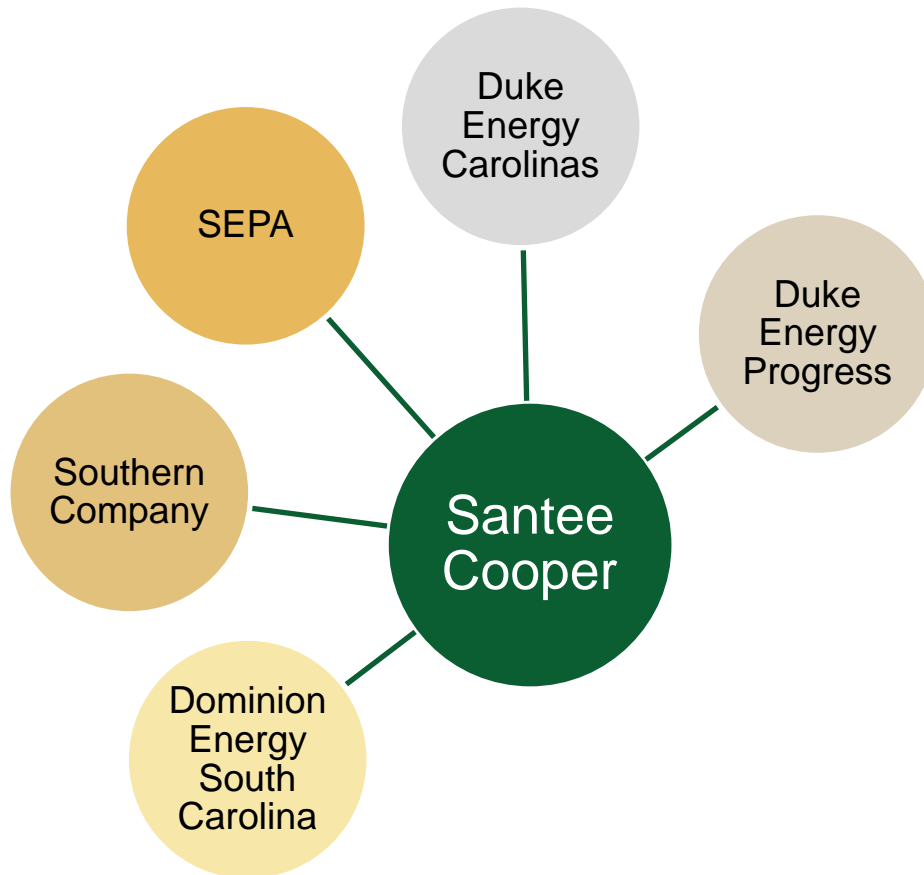 Duke
Energy
Carolinas
SEPA
Duke
Energy
Progress
Southern
Company
Santee
Cooper
Dominion
Energy
South
Carolina